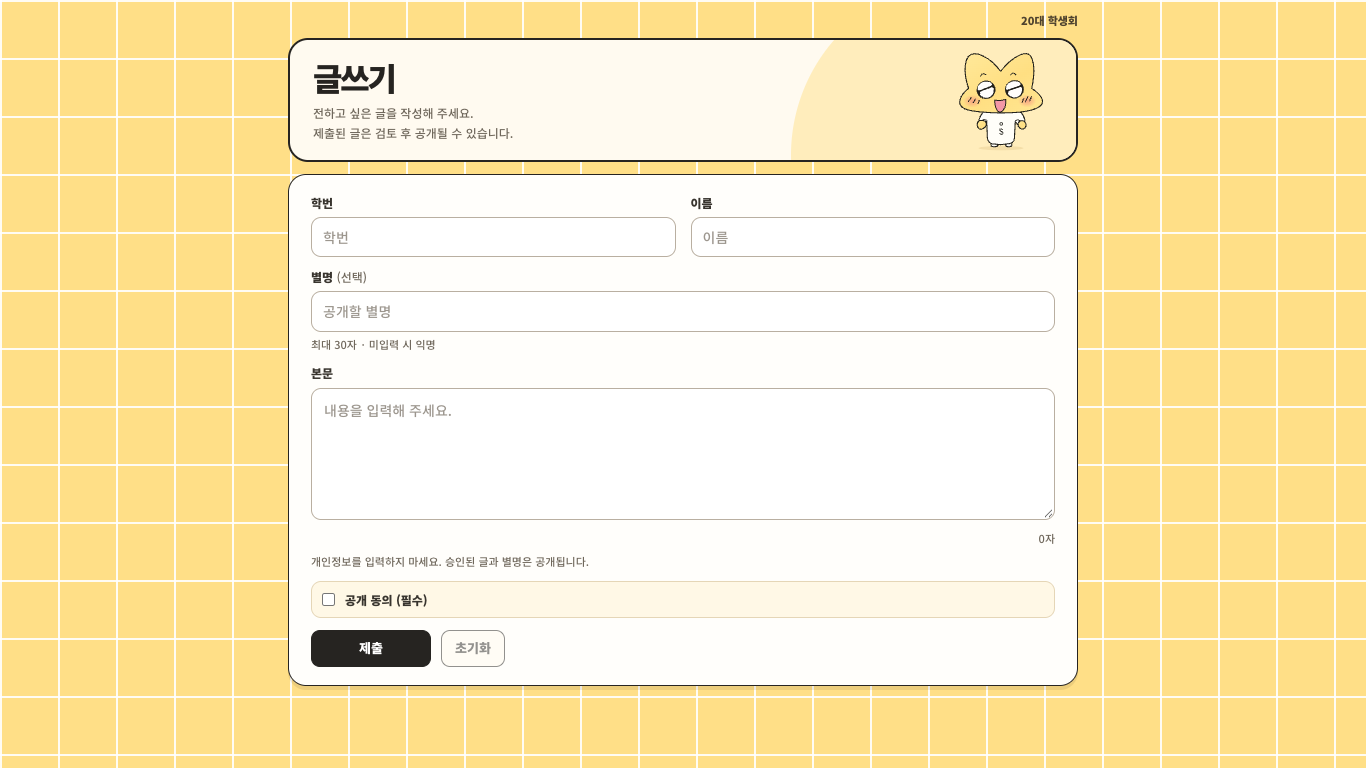 20대 학생회
글쓰기
전하고 싶은 글을 작성해 주세요.
제출된 글은 검토 후 공개될 수 있습니다.
학번
이름
학번
이름
별명 (선택)
공개할 별명
최대 30자 · 미입력 시 익명
본문
내용을 입력해 주세요.
0자
개인정보를 입력하지 마세요. 승인된 글과 별명은 공개됩니다.
공개 동의 (필수)
제출
초기화